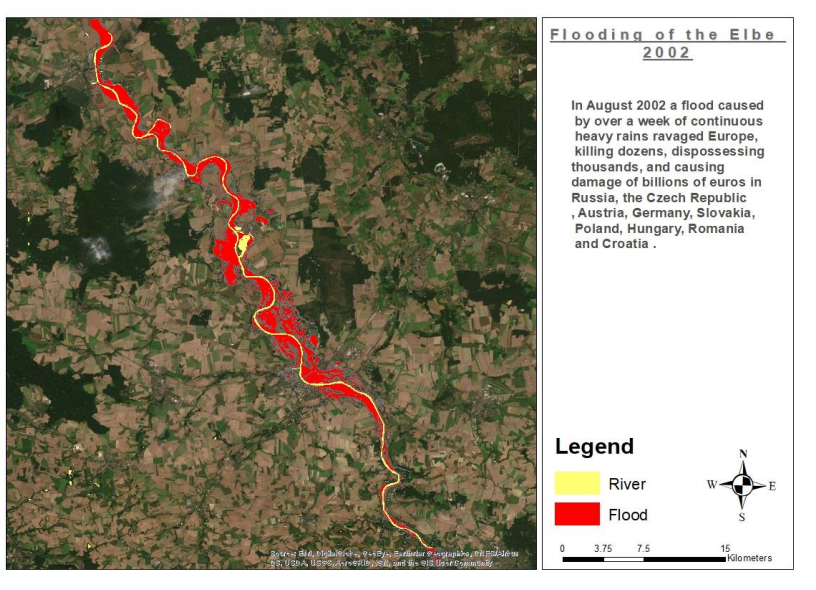 Flooding of the Elbe
2002
In August 2002 a flood caused
by over a week of continuous
heavy rains ravaged Europe,
killing dozens, dispossessing
thousands, and causing
damage of billions of euros in
Russia, the Czech Republic
, Austria, Germany, Slovakia,
Poland, Hungary, Romania
and Croatia .
Legend
River
Flood
N
W E
S
0 3.75 7.5 15
Kilometers
Source: Esri, DigitalGlobe, GeoEye, Earthstar Geographics, CNES/Airbus
DS, USDA, USGS, AeroGRID, IGN, and the GIS User Community